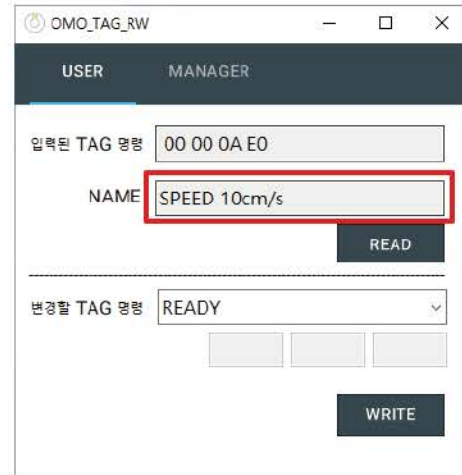 OMO_TAG_RW
USER MANAGER
입력된 TAG 명령 00 00 0A E0
NAME SPEED 10cm/s
READ
변경할 TAG 명령 READY
WRITE